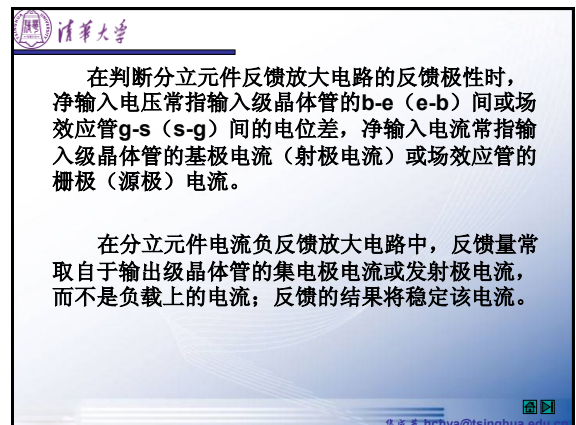 清华大学
在判断分立元件反馈放大电路的反馈极性时，
净输入电压常指输入级晶体管的b-e（e-b）间或场
效应管g-s（s-g）间的电位差，净输入电流常指输
入级晶体管的基极电流（射极电流）或场效应管的
栅极（源极）电流。
在分立元件电流负反馈放大电路中，反馈量常
取自于输出级晶体管的集电极电流或发射极电流，
而不是负载上的电流；反馈的结果将稳定该电流。
hchya@tsinghua.edu.cn